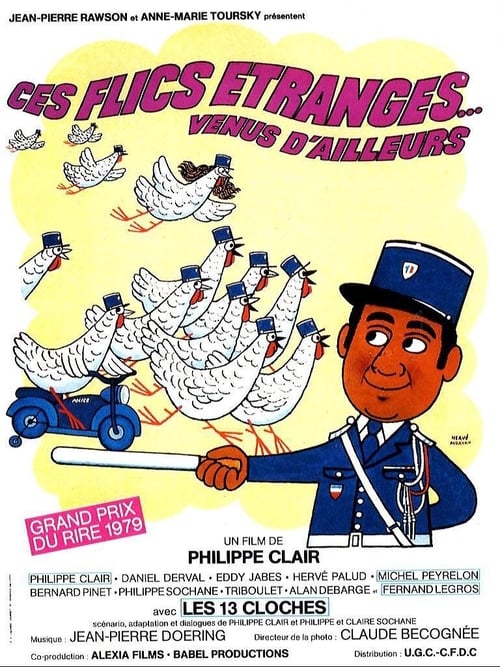 JEAN-PIERRE RAWSON et ANNE-MARIE TOURSKY présentent
CES FLICS ETRANGES...
VENUS D'AILLEURS
POLICE
HERVÉ
MORVAN
GRAND PRIX
DU RIRE 1979
UN FILM DE
PHILIPPE CLAIR
PHILIPPE CLAIR • DANIEL DERVAL • EDDY JABES • HERVÉ PALUD • MICHEL PEYRELON
BERNARD PINET • PHILIPPE SOCHANE • TRIBOULET • ALAN DEBARGE et FERNAND LEGROS
avec LES 13 CLOCHES
scénario, adaptation et dialogues de PHILIPPE CLAIR et PHILIPPE et CLAIRE SOCHANE
Musique : JEAN-PIERRE DOERING Directeur de la photo : CLAUDE BECOGNÉE
Co-production : ALEXIA FILMS • BABEL PRODUCTIONS Distribution : U.G.C.-C.F.D.C.